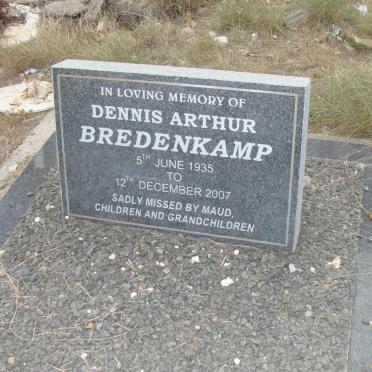 IN LOVING MEMORY OF
DENNIS ARTHUR
BREDENKAMP
5TH JUNE 1935
TO
12TH DECEMBER 2007
SADLY MISSED BY MAUD,
CHILDREN AND GRANDCHILDREN